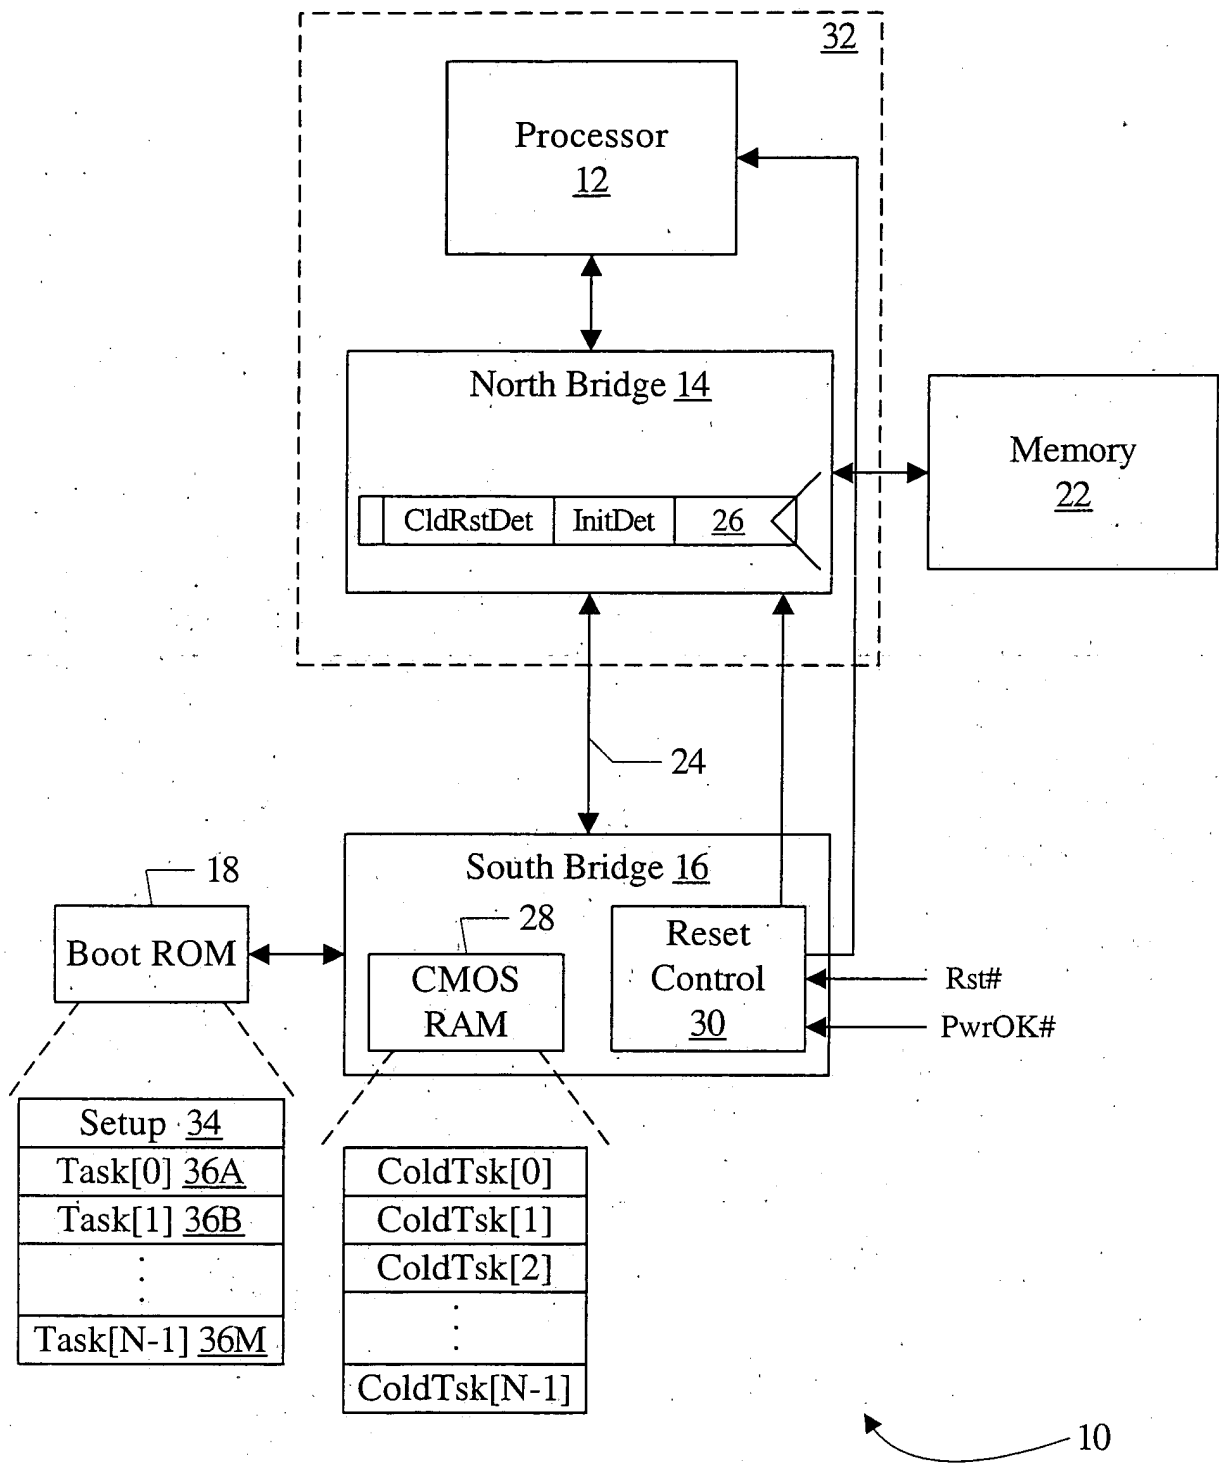 32
Processor
12
North Bridge 14
CldRstDet InitDet 26
Memory
22
24
South Bridge 16
18
Boot ROM
28
CMOS
RAM
Reset
Control
30
Rst#
PwrOK#
Setup 34
Task[0] 36A
Task[1] 36B
Task[N-1] 36M
ColdTsk[0]
ColdTsk[1]
ColdTsk[2]
ColdTsk[N-1]
10